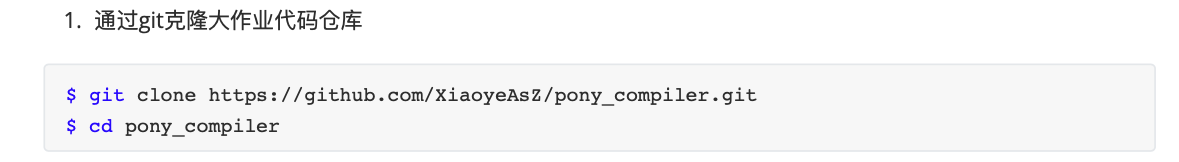 1. 通过git克隆大作业代码仓库
$ git clone https://github.com/XiaoyeAsZ/pony_compiler.git
$ cd pony_compiler